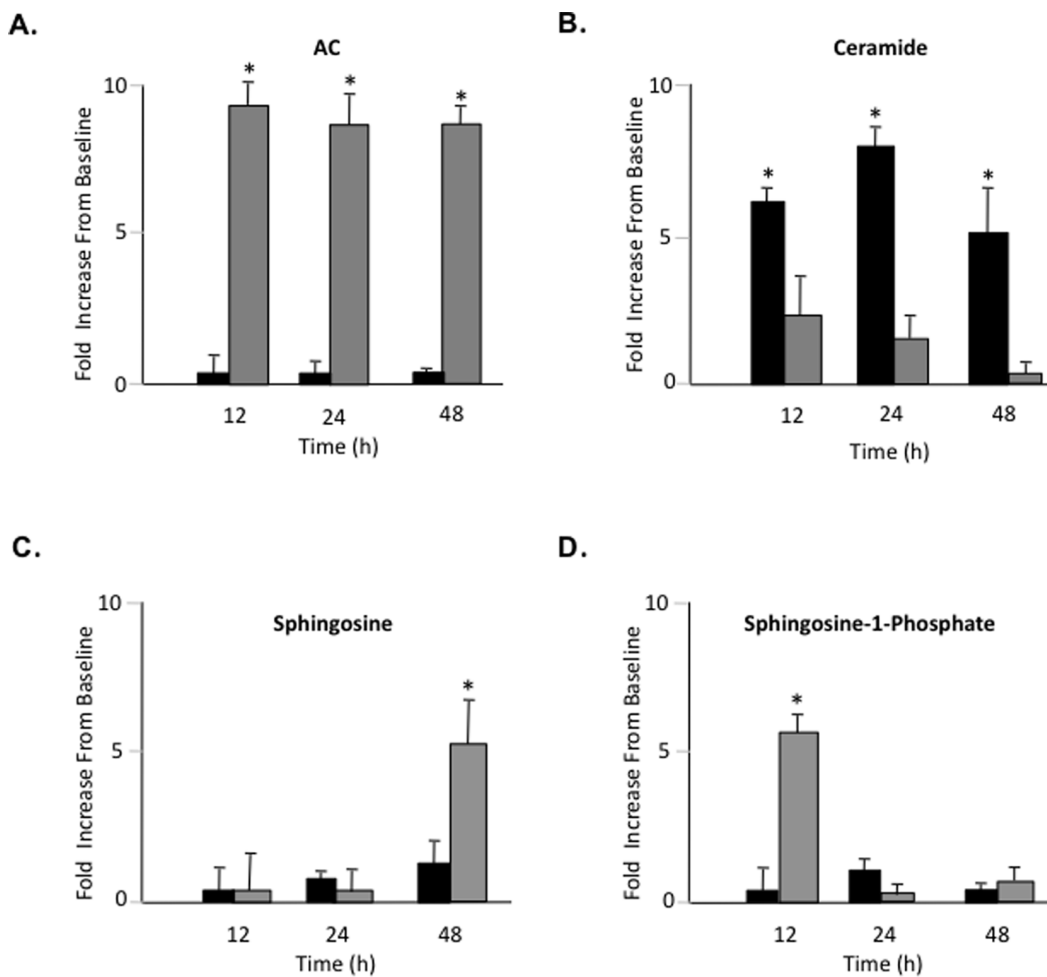 A.
AC
Fold Increase From Baseline
10
5
0
* * *
12 24 48
Time (h)
B.
Ceramide
Fold Increase From Baseline
10
5
0
* * *
12 24 48
Time (h)
C.
Sphingosine
Fold Increase From Baseline
10
5
0
*
12 24 48
Time (h)
D.
Sphingosine-1-Phosphate
Fold Increase From Baseline
10
5
0
*
12 24 48
Time (h)